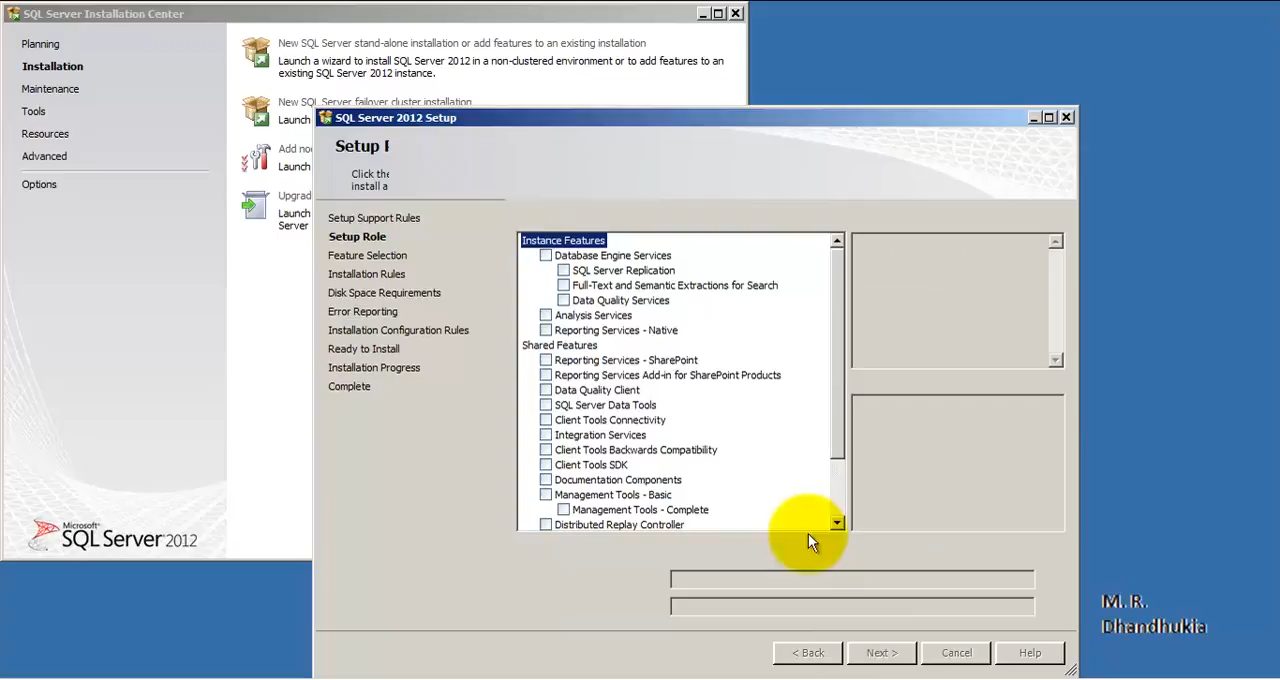 SQL Server Installation Center
Planning
Installation
Maintenance
Tools
Resources
Advanced
Options
New SQL Server stand-alone installation or add features to an existing installation
Launch a wizard to install SQL Server 2012 in a non-clustered environment or to add features to an
existing SQL Server 2012 instance.
New SQL Server failover cluster installation
Launch
Add no
Launch
Upgrad
Launch
Server
Microsoft
SQL Server 2012
SQL Server 2012 Setup
Setup
Click the
install a
Setup Support Rules
Setup Role
Feature Selection
Installation Rules
Disk Space Requirements
Error Reporting
Installation Configuration Rules
Ready to Install
Installation Progress
Complete
Instance Features
Database Engine Services
SQL Server Replication
Full-Text and Semantic Extractions for Search
Data Quality Services
Analysis Services
Reporting Services - Native
Shared Features
Reporting Services - SharePoint
Reporting Services Add-in for SharePoint Products
Data Quality Client
SQL Server Data Tools
Client Tools Connectivity
Integration Services
Client Tools Backwards Compatibility
Client Tools SDK
Documentation Components
Management Tools - Basic
Management Tools - Complete
Distributed Replay Controller
< Back
Next >
Cancel
Help
M. R.
Dhandhukia